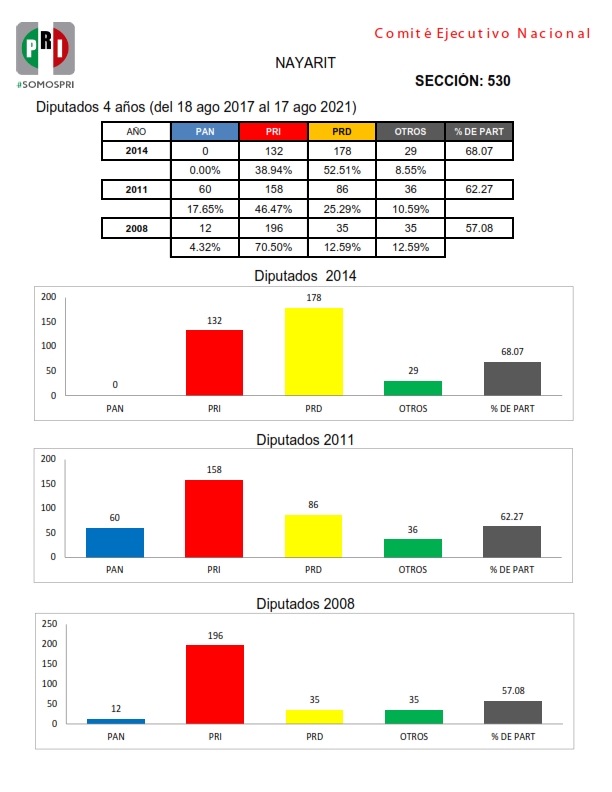 Comité Ejecutivo Nacional
PRI
#SOMOSPRI
NAYARIT
SECCIÓN: 530
Diputados 4 años (del 18 ago 2017 al 17 ago 2021)
AÑO PAN PRI PRD OTROS % DE PART
2014 0 132 178 29 68.07
0.00% 38.94% 52.51% 8.55%
2011 60 158 86 36 62.27
17.65% 46.47% 25.29% 10.59%
2008 12 196 35 35 57.08
4.32% 70.50% 12.59% 12.59%
Diputados 2014
200
150
100
50
0
0 132 178 29 68.07
PAN PRI PRD OTROS % DE PART
Diputados 2011
200
150
100
50
0
60 158 86 36 62.27
PAN PRI PRD OTROS % DE PART
Diputados 2008
250
200
150
100
50
0
12 196 35 35 57.08
PAN PRI PRD OTROS % DE PART